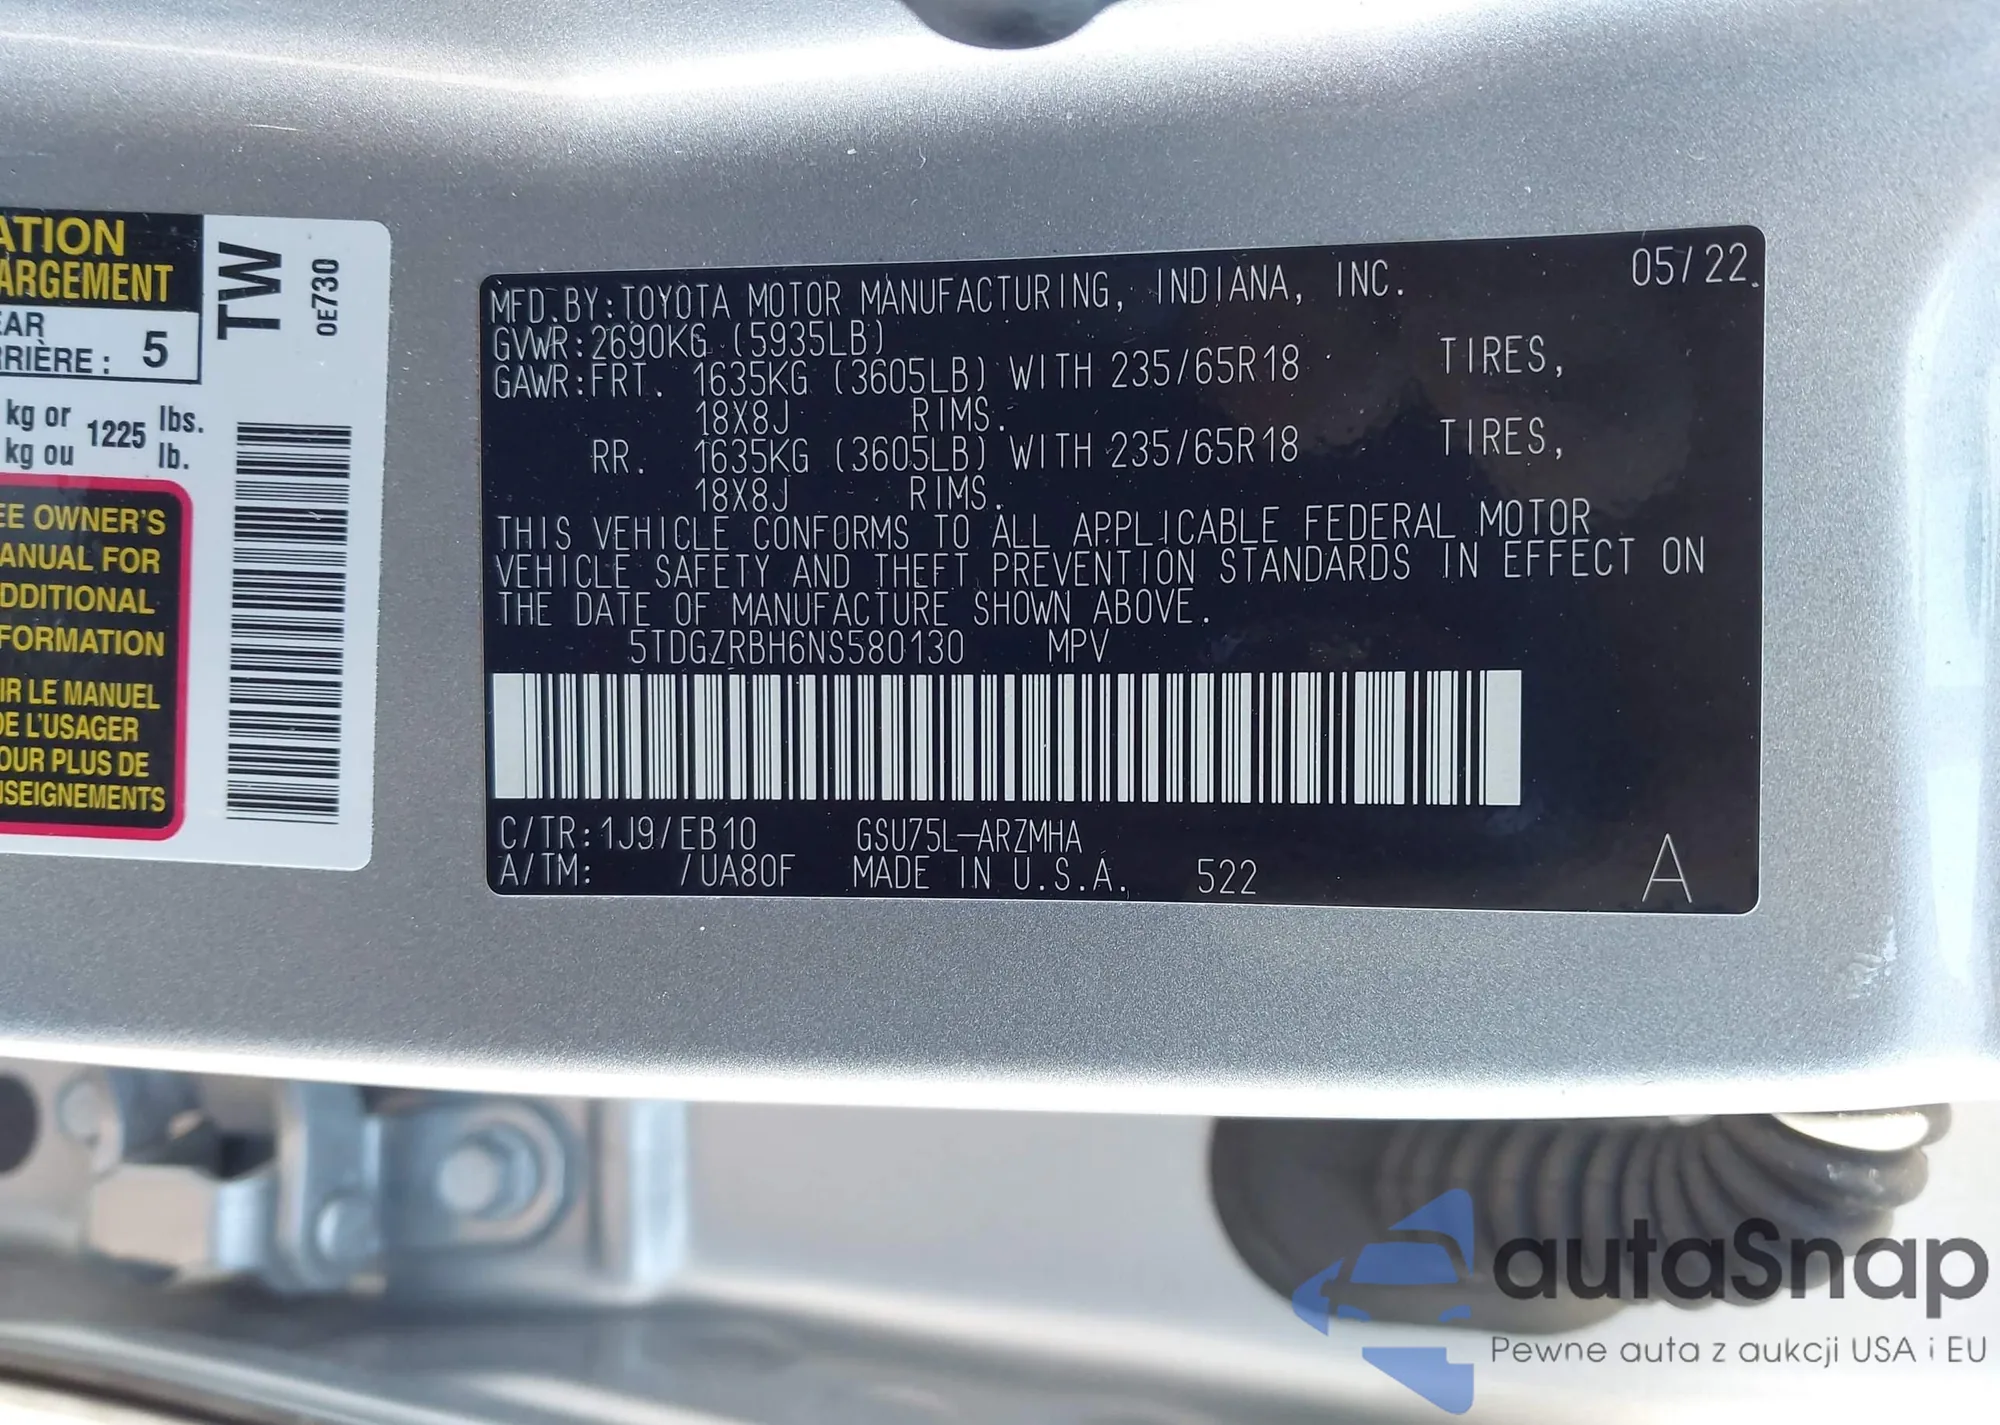 ATION
ARGEMENT
EAR
RRIÈRE : 5
kg or 1225 lbs.
kg ou lb.
EE OWNER'S
ANUAL FOR
DDITIONAL
FORMATION
IR LE MANUEL
DE L'USAGER
OUR PLUS DE
NSEIGNEMENTS
TW
0E730
MFD.BY:TOYOTA MOTOR MANUFACTURING, INDIANA, INC. 05/22
GVWR:2690KG (5935LB)
GAWR:FRT. 1635KG (3605LB) WITH 235/65R18 TIRES,
18X8J RIMS.
RR. 1635KG (3605LB) WITH 235/65R18 TIRES,
18X8J RIMS.
THIS VEHICLE CONFORMS TO ALL APPLICABLE FEDERAL MOTOR
VEHICLE SAFETY AND THEFT PREVENTION STANDARDS IN EFFECT ON
THE DATE OF MANUFACTURE SHOWN ABOVE.
5TDGZRBH6NS580130 MPV
C/TR:1J9/EB10 GSU75L-ARZMHA
A/TM: /UA80F MADE IN U.S.A. 522 A
autaSnap
Pewne auta z aukcji USA i EU